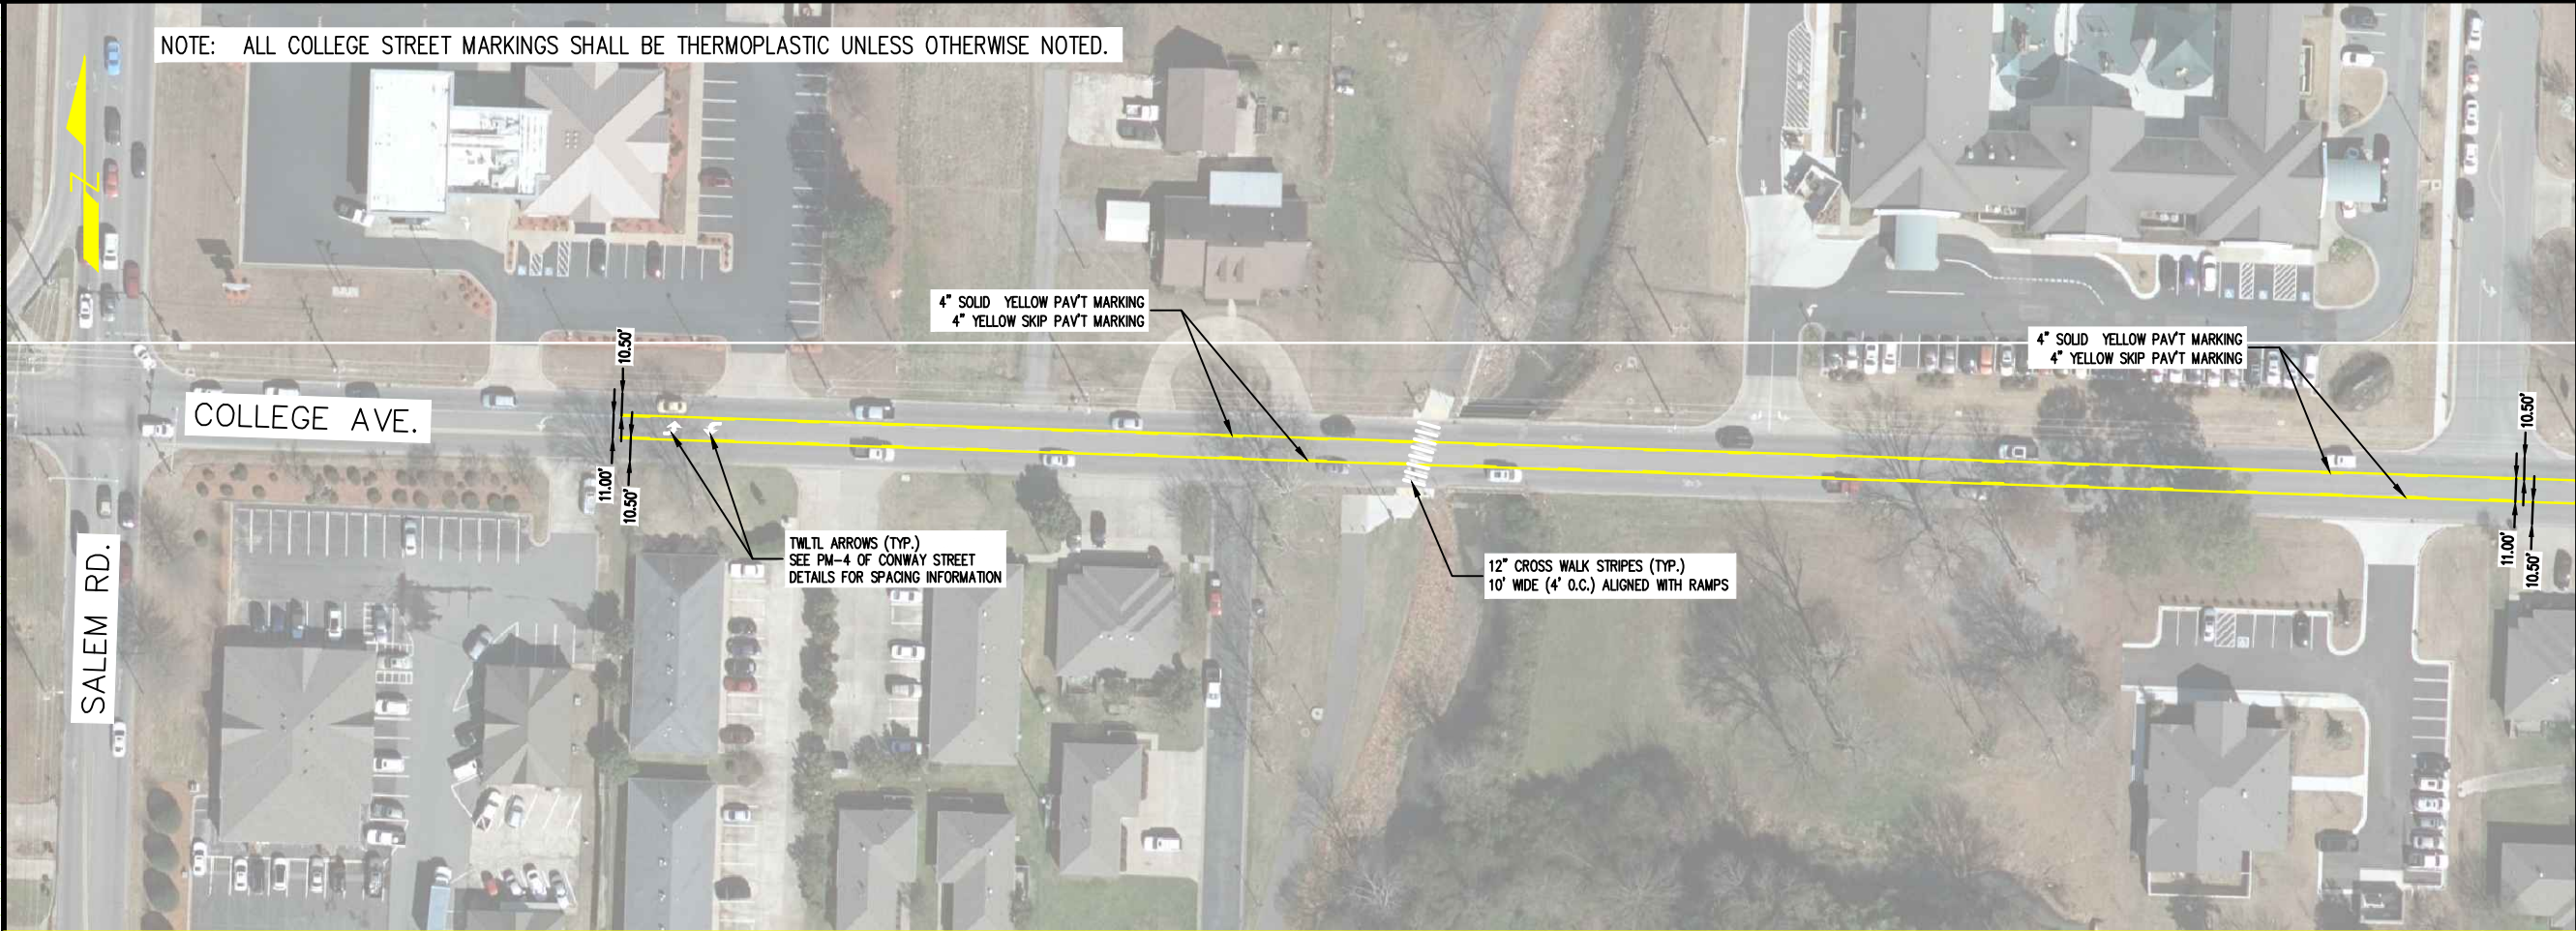 NOTE: ALL COLLEGE STREET MARKINGS SHALL BE THERMOPLASTIC UNLESS OTHERWISE NOTED.
N
4" SOLID YELLOW PAV'T MARKING
4" YELLOW SKIP PAV'T MARKING
4" SOLID YELLOW PAV'T MARKING
4" YELLOW SKIP PAV'T MARKING
10.50'
11.00'
10.50'
COLLEGE AVE.
10.50'
11.00'
10.50'
TWLTL ARROWS (TYP.)
SEE PM-4 OF CONWAY STREET
DETAILS FOR SPACING INFORMATION
12" CROSS WALK STRIPES (TYP.)
10' WIDE (4' O.C.) ALIGNED WITH RAMPS
SALEM RD.